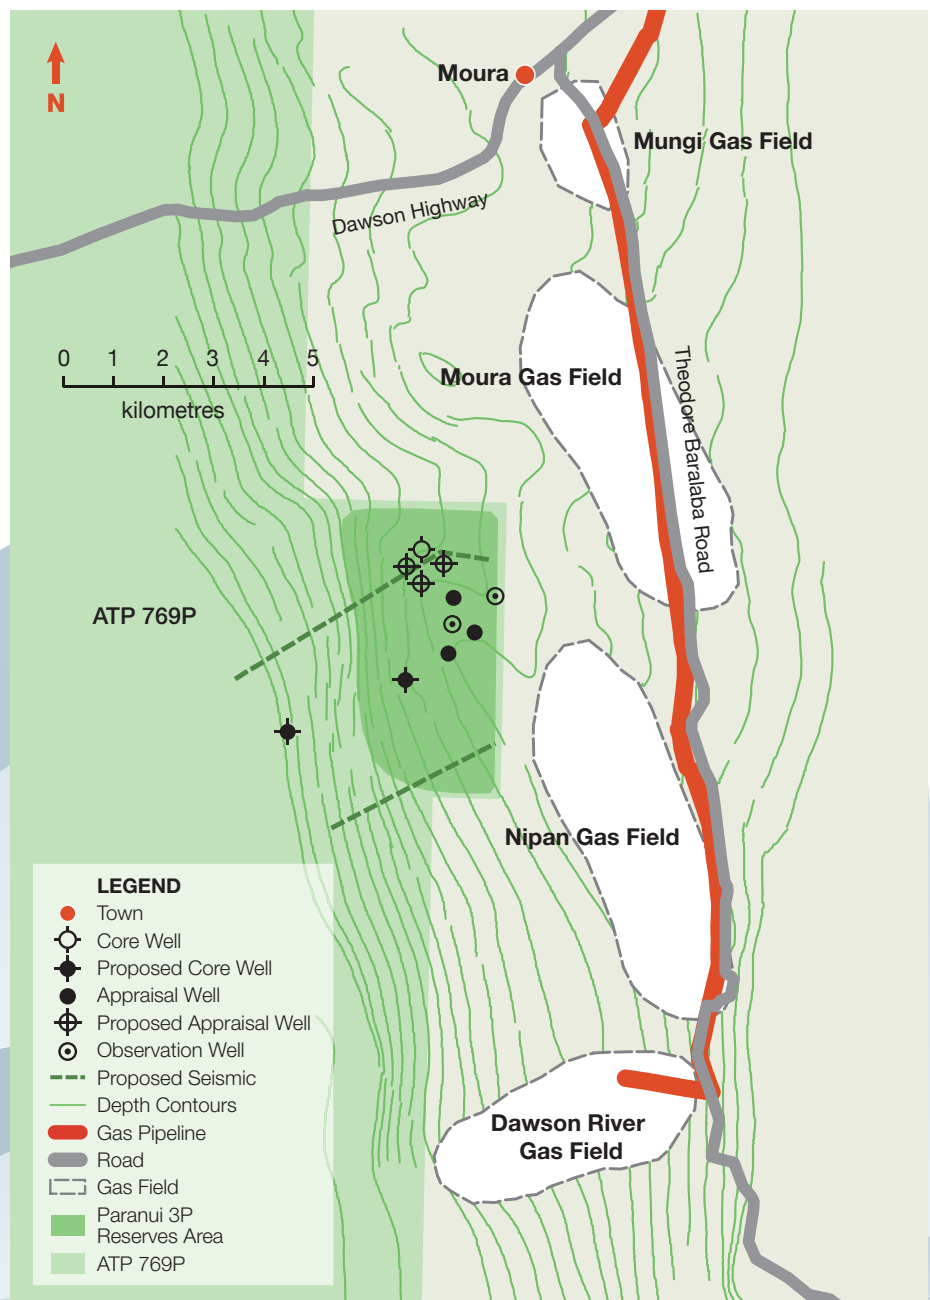 N
Moura
Mungi Gas Field
Dawson Highway
0 1 2 3 4 5
kilometres
Moura Gas Field
Theodore Baralaba Road
ATP 769P
Nipan Gas Field
Dawson River
Gas Field
LEGEND
Town
Core Well
Proposed Core Well
Appraisal Well
Proposed Appraisal Well
Observation Well
Proposed Seismic
Depth Contours
Gas Pipeline
Road
Gas Field
Paranui 3P
Reserves Area
ATP 769P